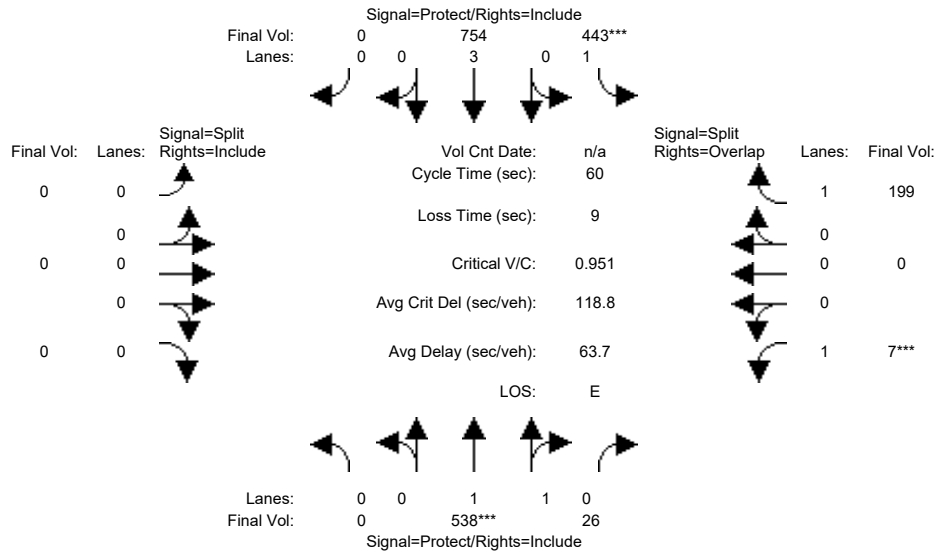 Signal=Protect/Rights=Include
Final Vol: 0 754 443***
Lanes: 0 0 3 0 1
Signal=Split
Final Vol: Lanes: Rights=Include
Vol Cnt Date: n/a
Signal=Split
Rights=Overlap Lanes: Final Vol:
Cycle Time (sec): 60
0 0
1 199
Loss Time (sec): 9
0
0
0 0
Critical V/C: 0.951
0 0
0
Avg Crit Del (sec/veh): 118.8
0
0 0
Avg Delay (sec/veh): 63.7
1 7***
LOS: E
Lanes: 0 0 1 1 0
Final Vol: 0 538*** 26
Signal=Protect/Rights=Include